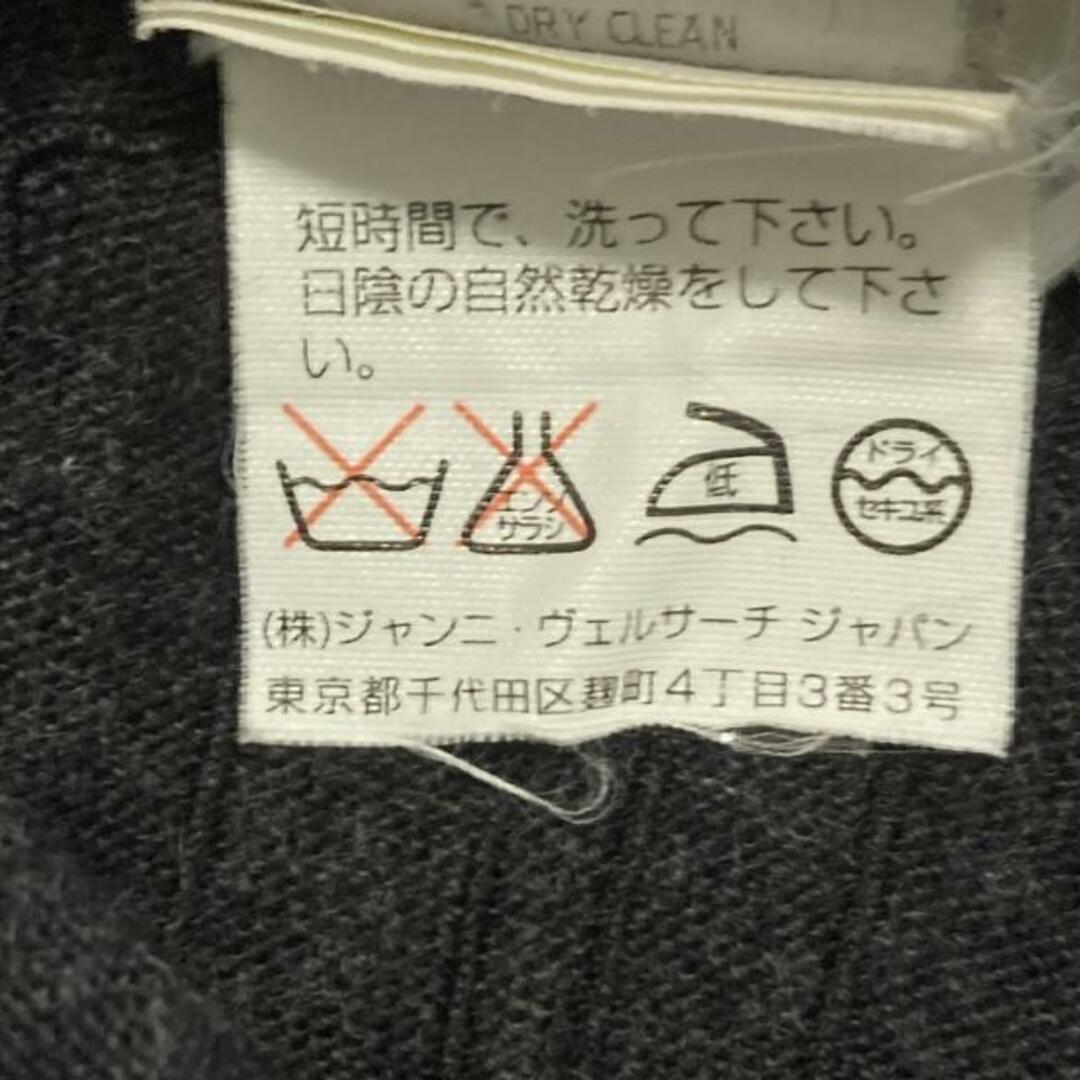 DRY CLEAN
短時間で、洗って下さい。
日陰の自然乾燥をして下さ
い。
エンソ
サラシ
低
ドライ
セキユ系
(株)ジャンニ・ヴェルサーチ ジャパン
東京都千代田区麹町4丁目3番3号